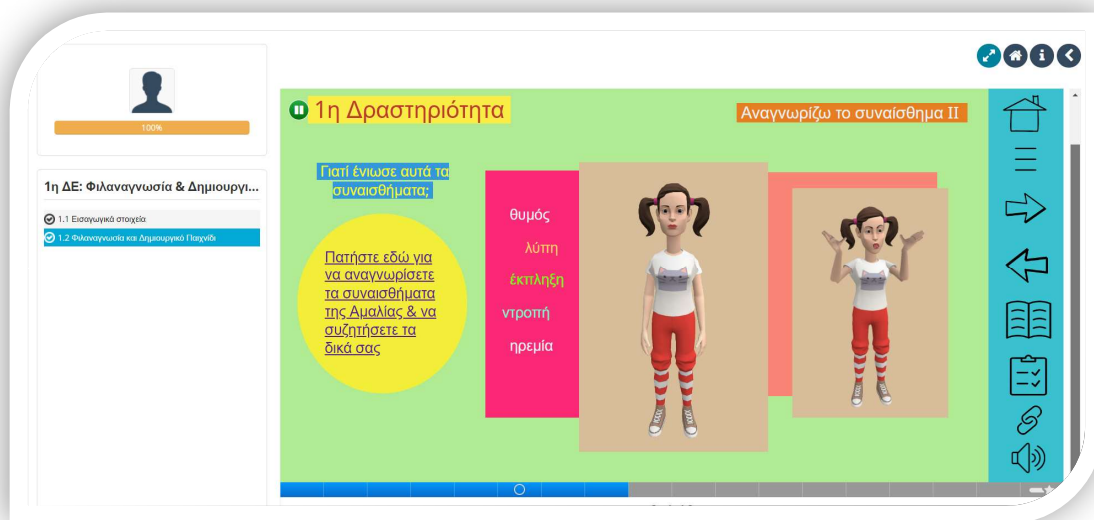 100%
1η ΔΕ: Φιλαναγνωσία & Δημιουργι...
1.1 Εισαγωγικά στοιχεία
1.2 Φιλαναγνωσία και Δημιουργικό Παιχνίδι
1η Δραστηριότητα
Αναγνωρίζω το συναίσθημα ΙΙ
Γιατί ένιωσε αυτά τα
συναισθήματα;
Πατήστε εδώ για
να αναγνωρίσετε
τα συναισθήματα
της Αμαλίας & να
συζητήσετε τα
δικά σας
θυμός
λύπη
έκπληξη
ντροπή
ηρεμία